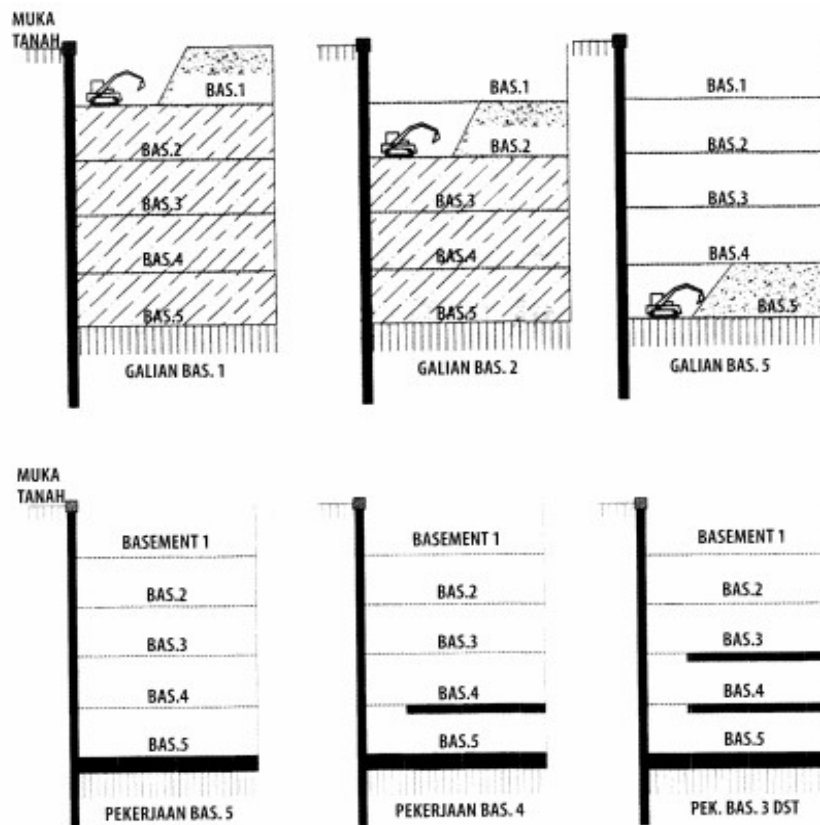 MUKA
TANAH
BAS.1
BAS.2
BAS.3
BAS.4
BAS.5
GALIAN BAS. 1
BAS.1
BAS.2
BAS.3
BAS.4
BAS.5
GALIAN BAS. 2
BAS.1
BAS.2
BAS.3
BAS.4
BAS.5
GALIAN BAS. 5
MUKA
TANAH
BASEMENT 1
BAS.2
BAS.3
BAS.4
BAS.5
PEKERJAAN BAS. 5
BASEMENT 1
BAS.2
BAS.3
BAS.4
BAS.5
PEKERJAAN BAS. 4
BASEMENT 1
BAS.2
BAS.3
BAS.4
BAS.5
PEK. BAS. 3 DST